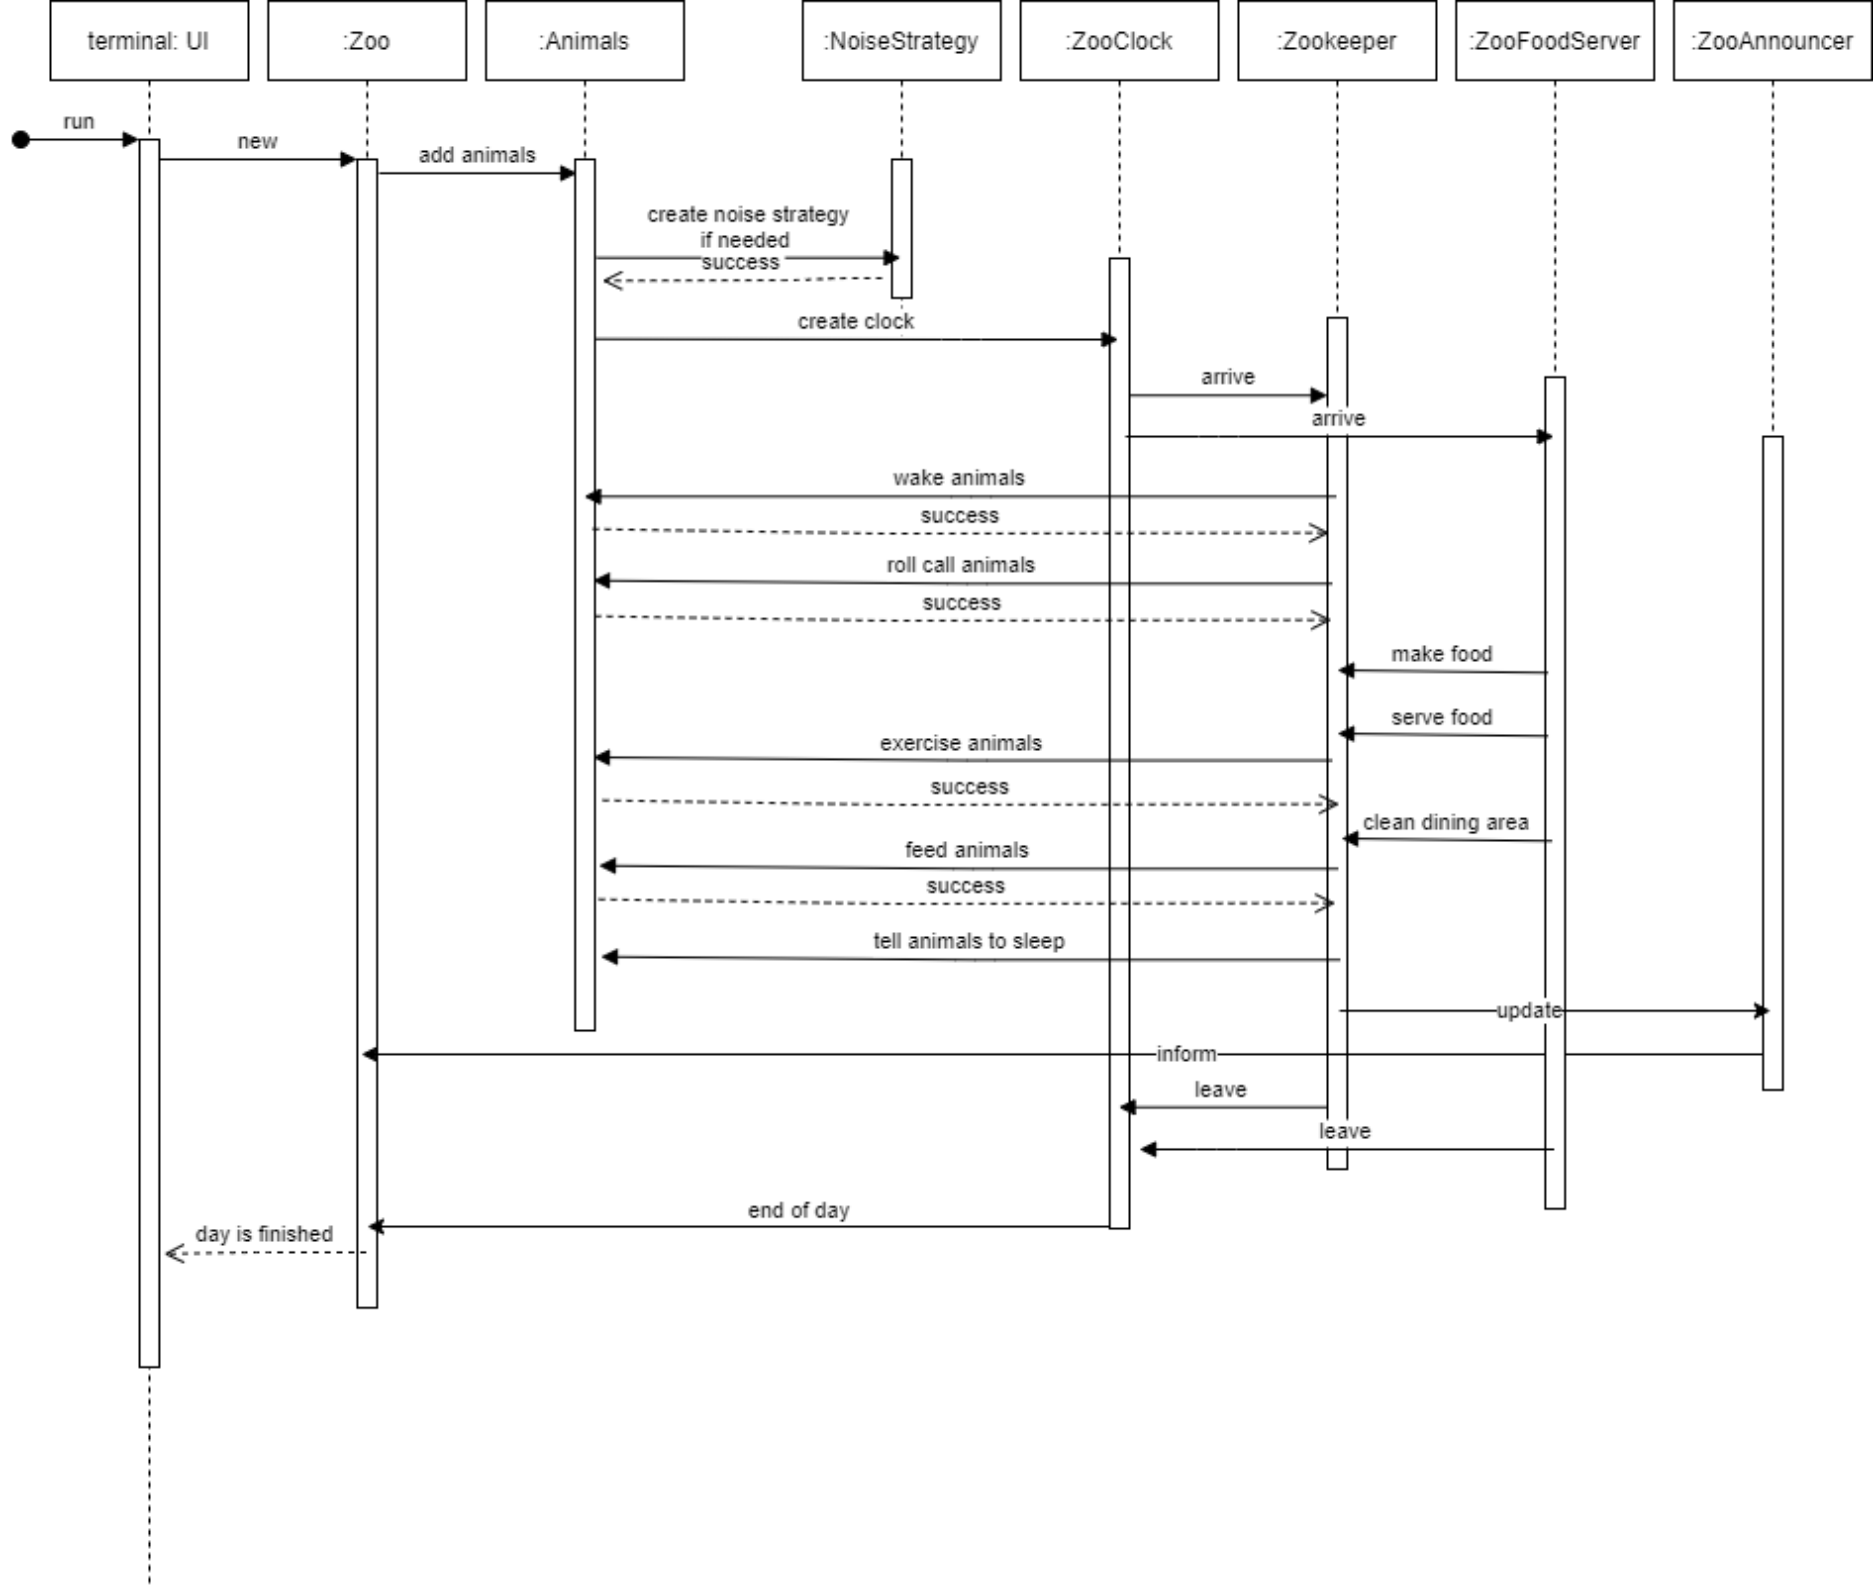 terminal: UI
:Zoo
:Animals
:NoiseStrategy
:ZooClock
:Zookeeper
:ZooFoodServer
:ZooAnnouncer
run
new
add animals
create noise strategy
if needed
success
create clock
arrive
arrive
wake animals
success
roll call animals
success
make food
serve food
exercise animals
success
clean dining area
feed animals
success
tell animals to sleep
update
inform
leave
leave
end of day
day is finished